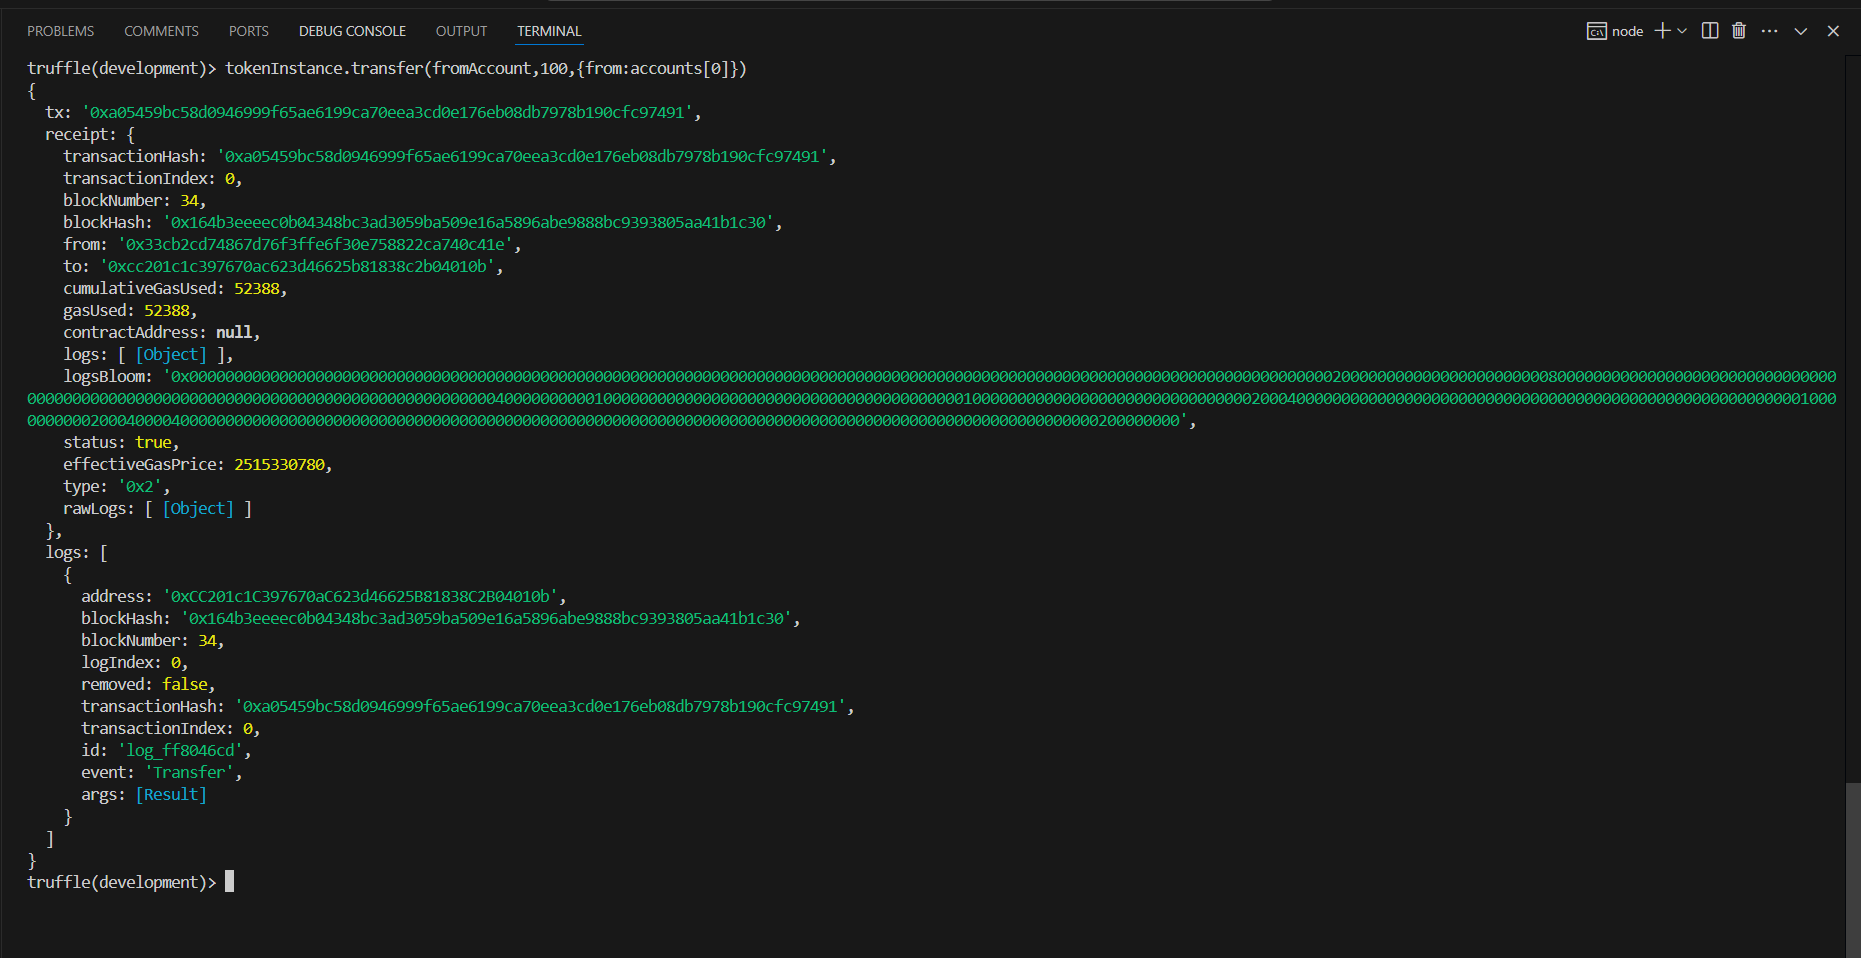 PROBLEMS COMMENTS PORTS DEBUG CONSOLE OUTPUT TERMINAL node
truffle(development)> tokenInstance.transfer(fromAccount,100,{from:accounts[0]})
{
  tx: '0xa05459bc58d0946999f65ae6199ca70eea3cd0e176eb08db7978b190cfc97491',
  receipt: {
    transactionHash: '0xa05459bc58d0946999f65ae6199ca70eea3cd0e176eb08db7978b190cfc97491',
    transactionIndex: 0,
    blockNumber: 34,
    blockHash: '0x164b3eeeec0b04348bc3ad3059ba509e16a5896abe9888bc9393805aa41b1c30',
    from: '0x33cb2cd74867d76f3ffe6f30e758822ca740c41e',
    to: '0xcc201c1c397670ac623d46625b81838c2b04010b',
    cumulativeGasUsed: 52388,
    gasUsed: 52388,
    contractAddress: null,
    logs: [ [Object] ],
    logsBloom:
    status: true,
    effectiveGasPrice: 2515330780,
    type: '0x2',
    rawLogs: [ [Object] ]
  },
  logs: [
    {
      address: '0xCC201c1C397670aC623d46625B81838C2B04010b',
      blockHash: '0x164b3eeeec0b04348bc3ad3059ba509e16a5896abe9888bc9393805aa41b1c30',
      blockNumber: 34,
      logIndex: 0,
      removed: false,
      transactionHash: '0xa05459bc58d0946999f65ae6199ca70eea3cd0e176eb08db7978b190cfc97491',
      transactionIndex: 0,
      id: 'log_ff8046cd',
      event: 'Transfer',
      args: [Result]
    }
  ]
}
truffle(development)>